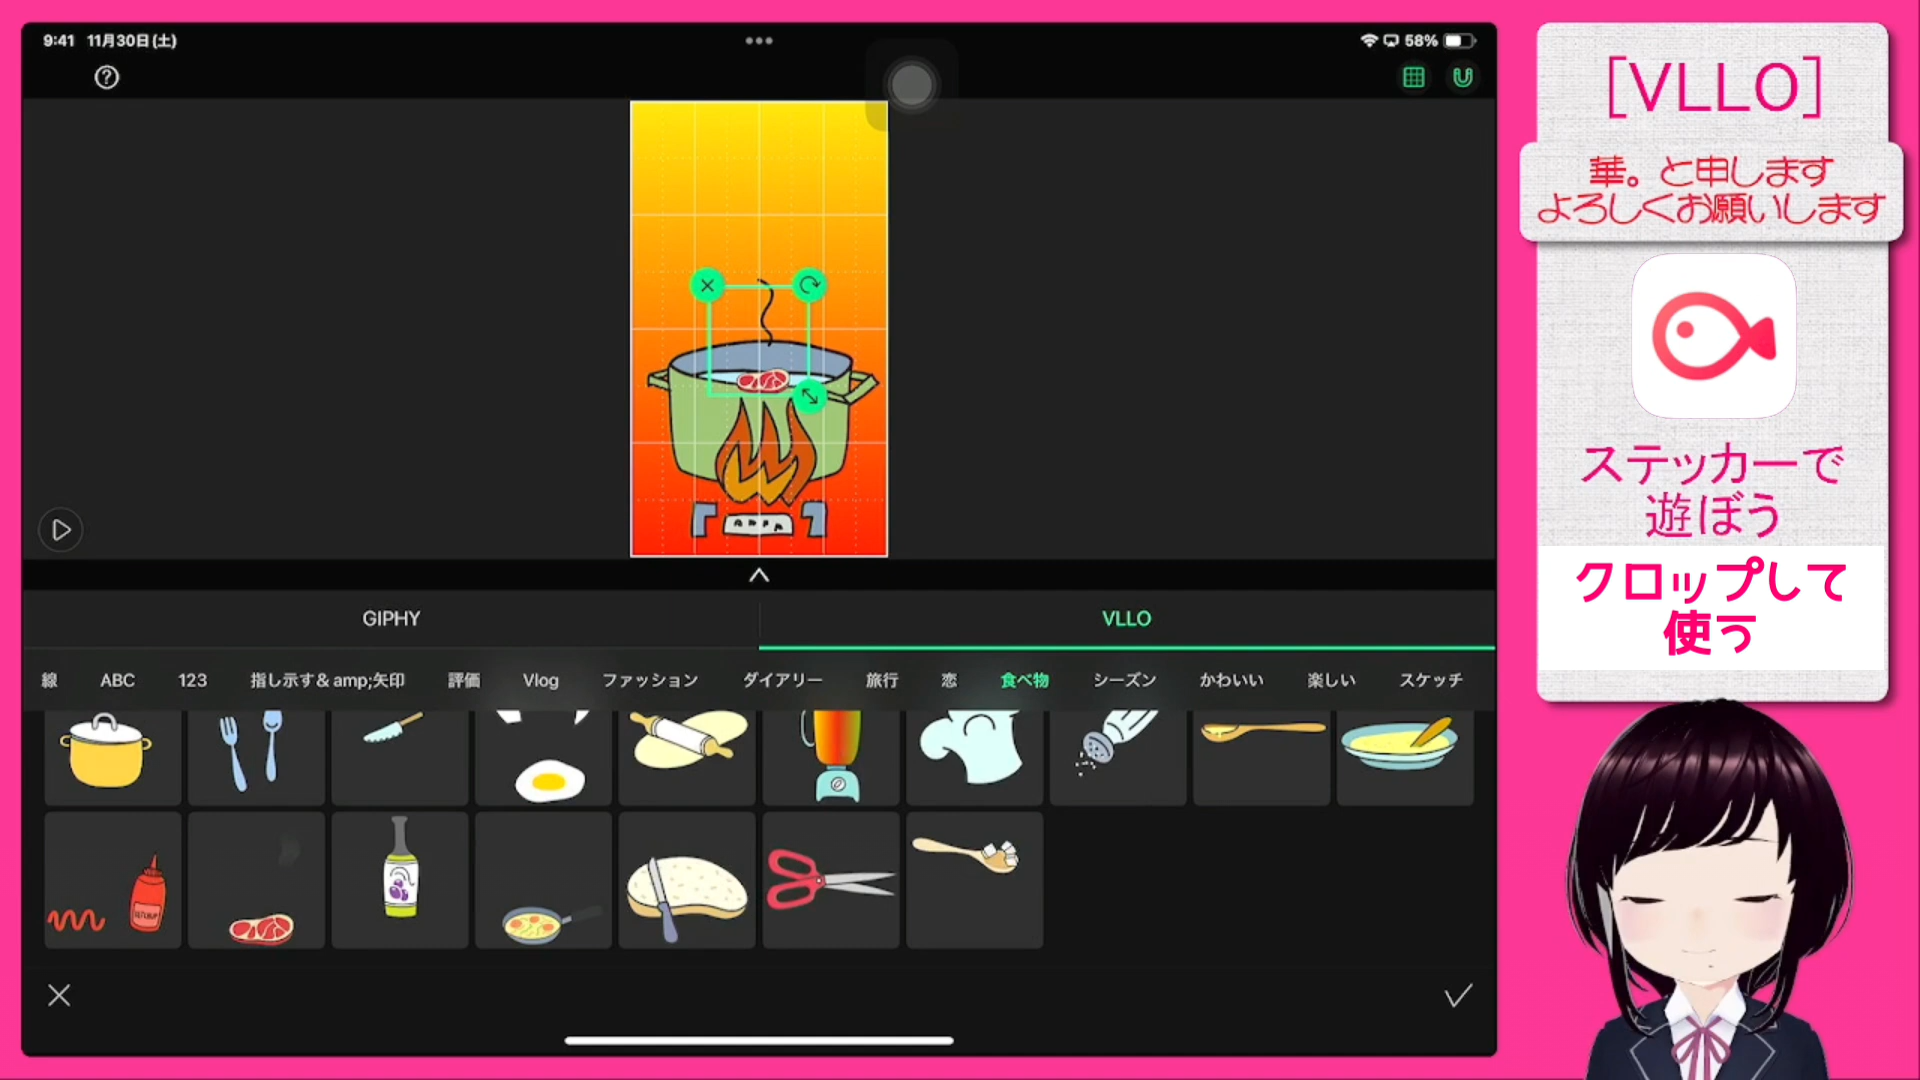 9:41 11月30日(土)
58%
GIPHY
VLLO
線 ABC 123 指し示す&amp;矢印 評価 Vlog ファッション ダイアリー 旅行 恋 食べ物 シーズン かわいい 楽しい スケッチ
[VLLO]
華。と申します
よろしくお願いします
ステッカーで
遊ぼう
クロップして
使う